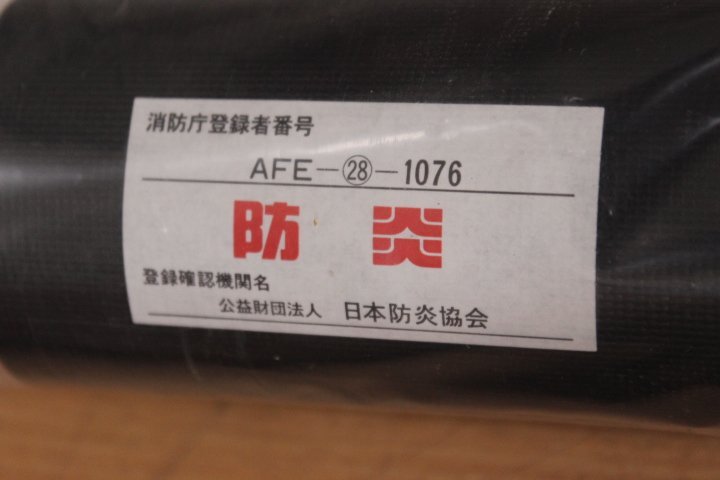 消防庁登録者番号
AFE-㉘-1076
防炎
登録確認機関名
公益財団法人 日本防炎協会